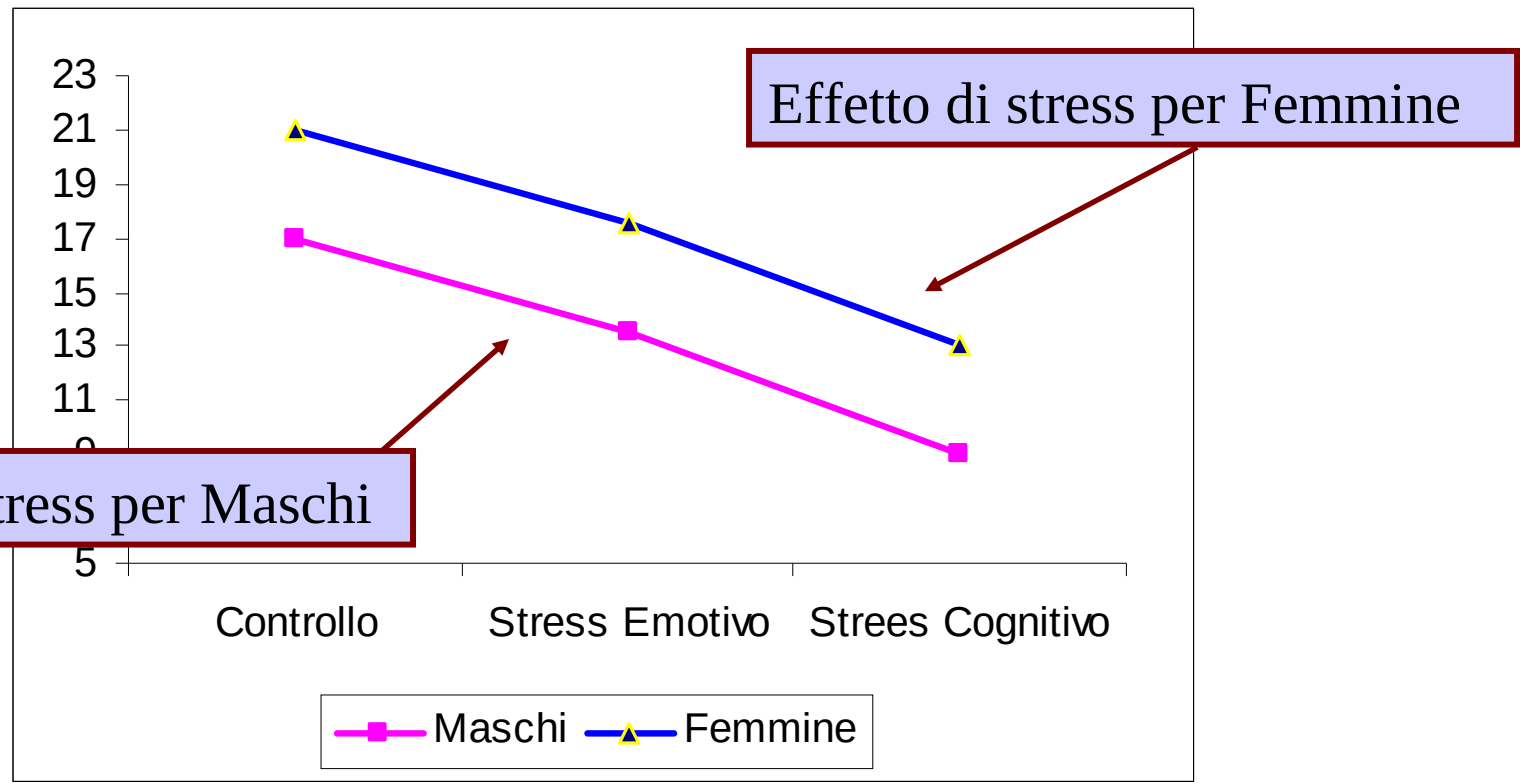 23
Effetto di stress per Femmine
21
19
17
15
13
11
per Maschi
5
Controllo Stress Emotivo Strees Cognitivo
Maschi Femmine